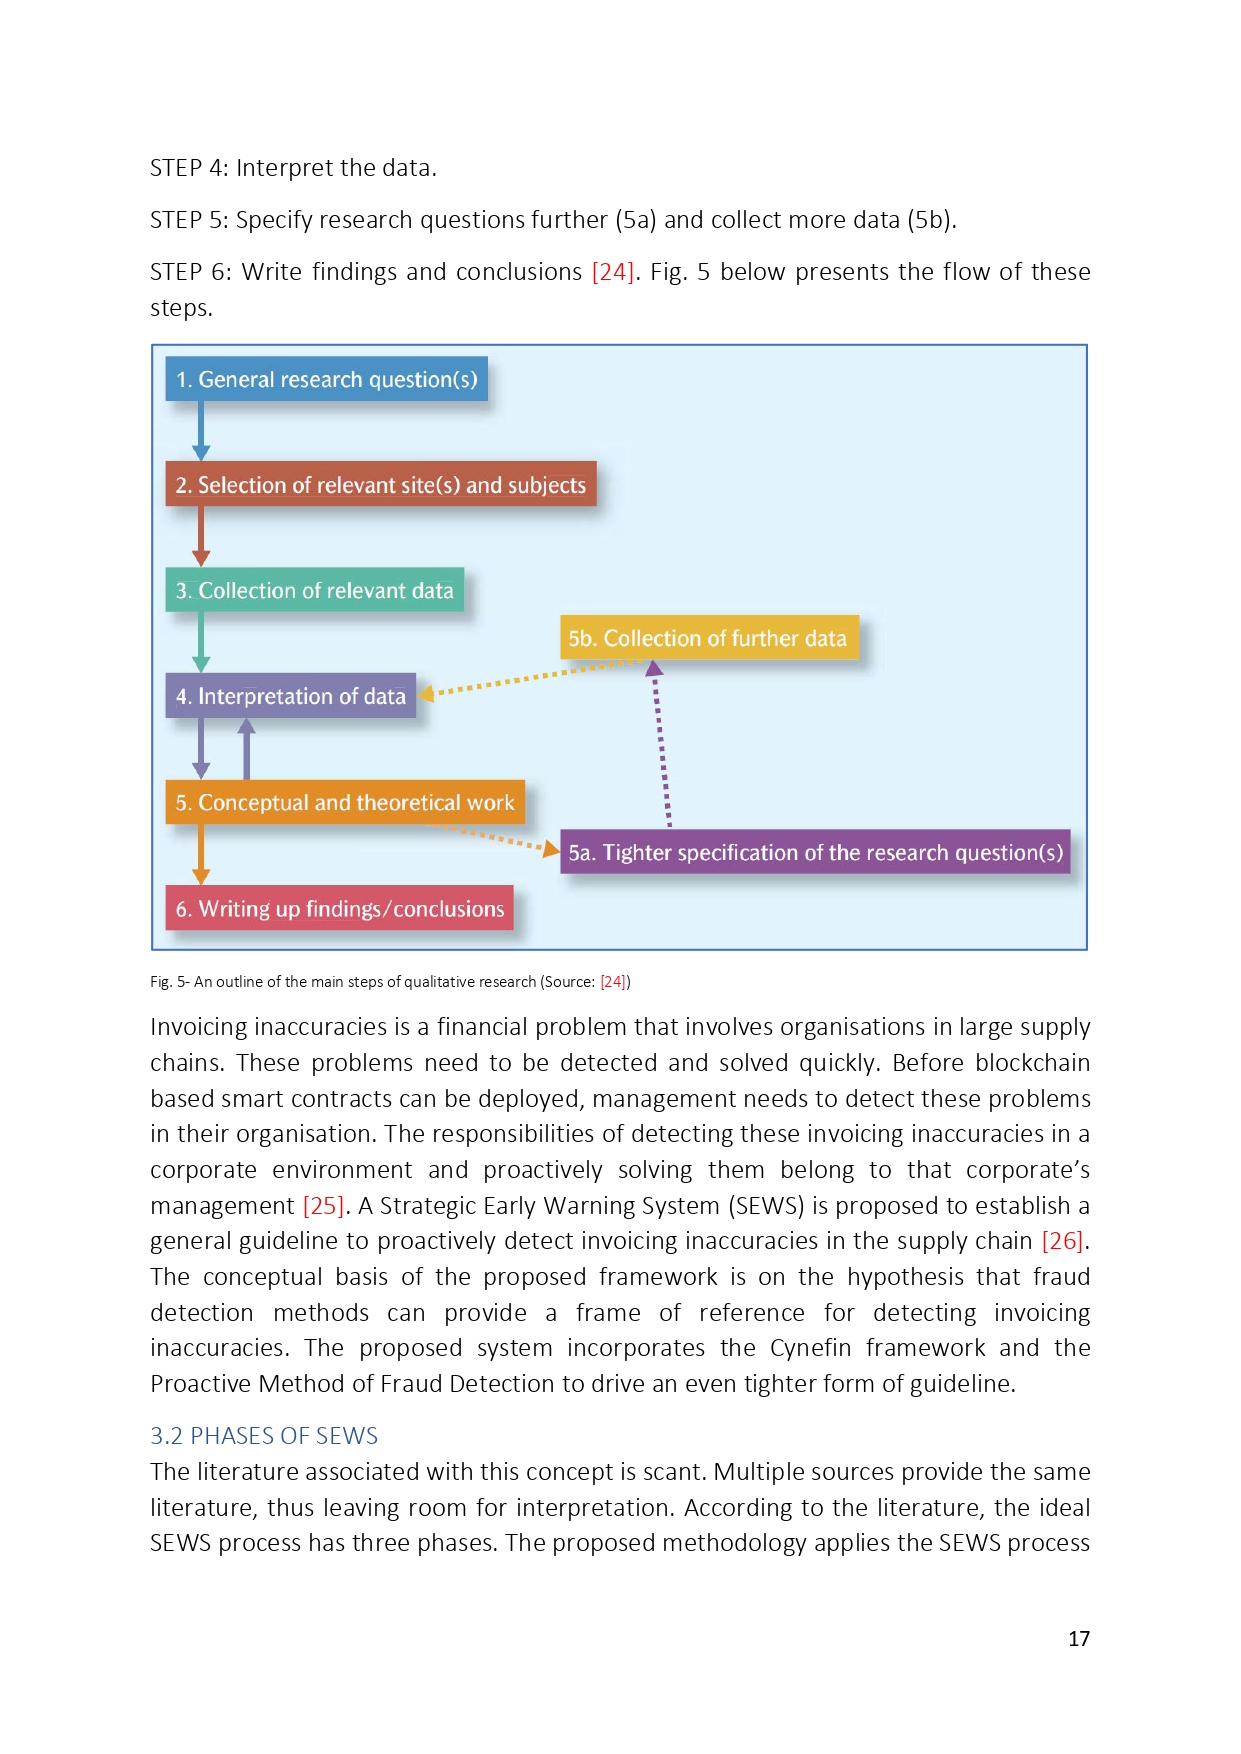 STEP 4: Interpret the data.
STEP 5: Specify research questions further (5a) and collect more data (5b).
STEP 6: Write findings and conclusions [24]. Fig. 5 below presents the flow of these
steps.
1. General research question(s)
2. Selection of relevant site(s) and subjects
3. Collection of relevant data
5b. Collection of further data
4. Interpretation of data
5. Conceptual and theoretical work
5a. Tighter specification of the research question(s)
6. Writing up findings/conclusions
Fig. 5- An outline of the main steps of qualitative research (Source: [24])
Invoicing inaccuracies is a financial problem that involves organisations in large supply
chains. These problems need to be detected and solved quickly. Before blockchain
based smart contracts can be deployed, management needs to detect these problems
in their organisation. The responsibilities of detecting these invoicing inaccuracies in a
corporate environment and proactively solving them belong to that corporate’s
management [25]. A Strategic Early Warning System (SEWS) is proposed to establish a
general guideline to proactively detect invoicing inaccuracies in the supply chain [26].
The conceptual basis of the proposed framework is on the hypothesis that fraud
detection methods can provide a frame of reference for detecting invoicing
inaccuracies. The proposed system incorporates the Cynefin framework and the
Proactive Method of Fraud Detection to drive an even tighter form of guideline.
3.2 PHASES OF SEWS
The literature associated with this concept is scant. Multiple sources provide the same
literature, thus leaving room for interpretation. According to the literature, the ideal
SEWS process has three phases. The proposed methodology applies the SEWS process
17